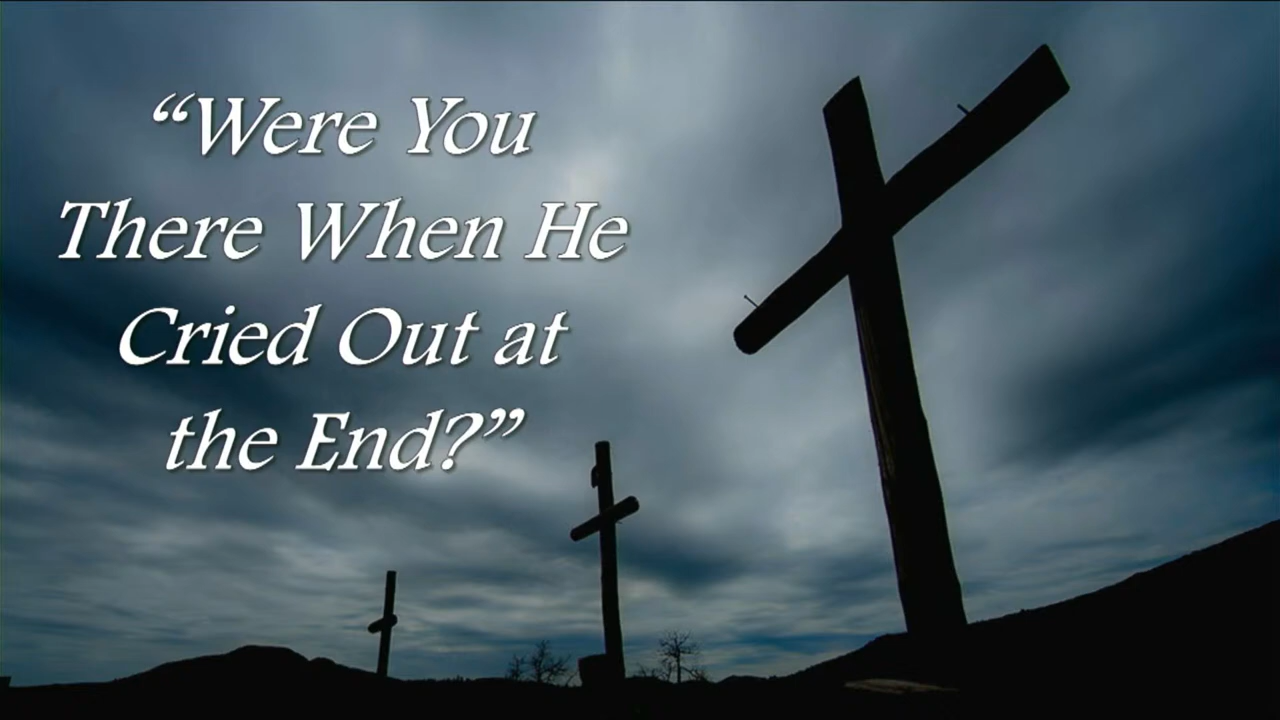 “Were You
There When He
Cried Out at
the End?”